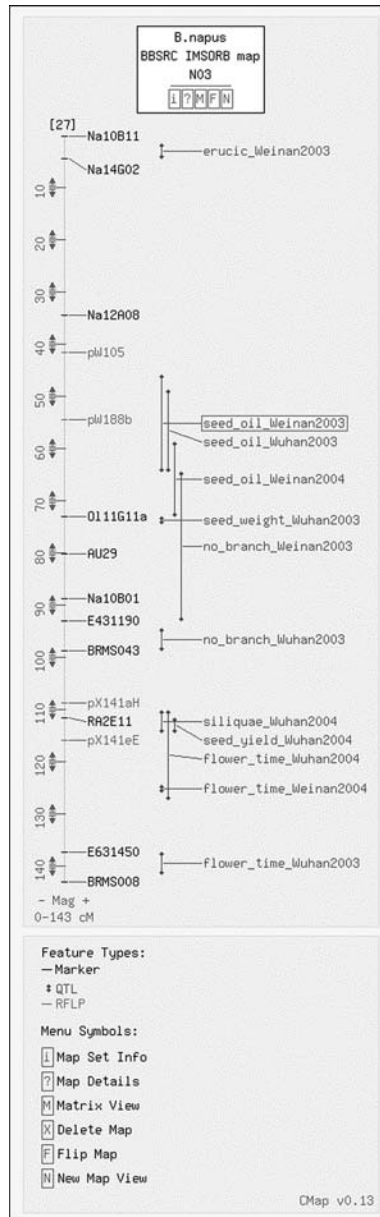 B.napus
BBSRC IMSORB map
N03
i ? M F N
[27]
Na10B11
erucic_Weinan2003
Na14G02
10
20
30
Na12A08
40
pW105
50
pW188b
seed_oil_Weinan2003
seed_oil_Wuhan2003
60
seed_oil_Weinan2004
70
Ol11G11a
seed_weight_Wuhan2003
no_branch_Weinan2003
80
AU29
Na10B01
90
E431190
no_branch_Wuhan2003
BRMS043
100
pX141aH
110
RA2E11
siliquae_Wuhan2004
pX141eE
seed_yield_Wuhan2004
flower_time_Wuhan2004
120
flower_time_Weinan2004
130
E631450
flower_time_Wuhan2003
140
BRMS008
- Mag +
0-143 cM
Feature Types:
Marker
QTL
RFLP
Menu Symbols:
i Map Set Info
? Map Details
M Matrix View
X Delete Map
F Flip Map
N New Map View
CMap v0.13